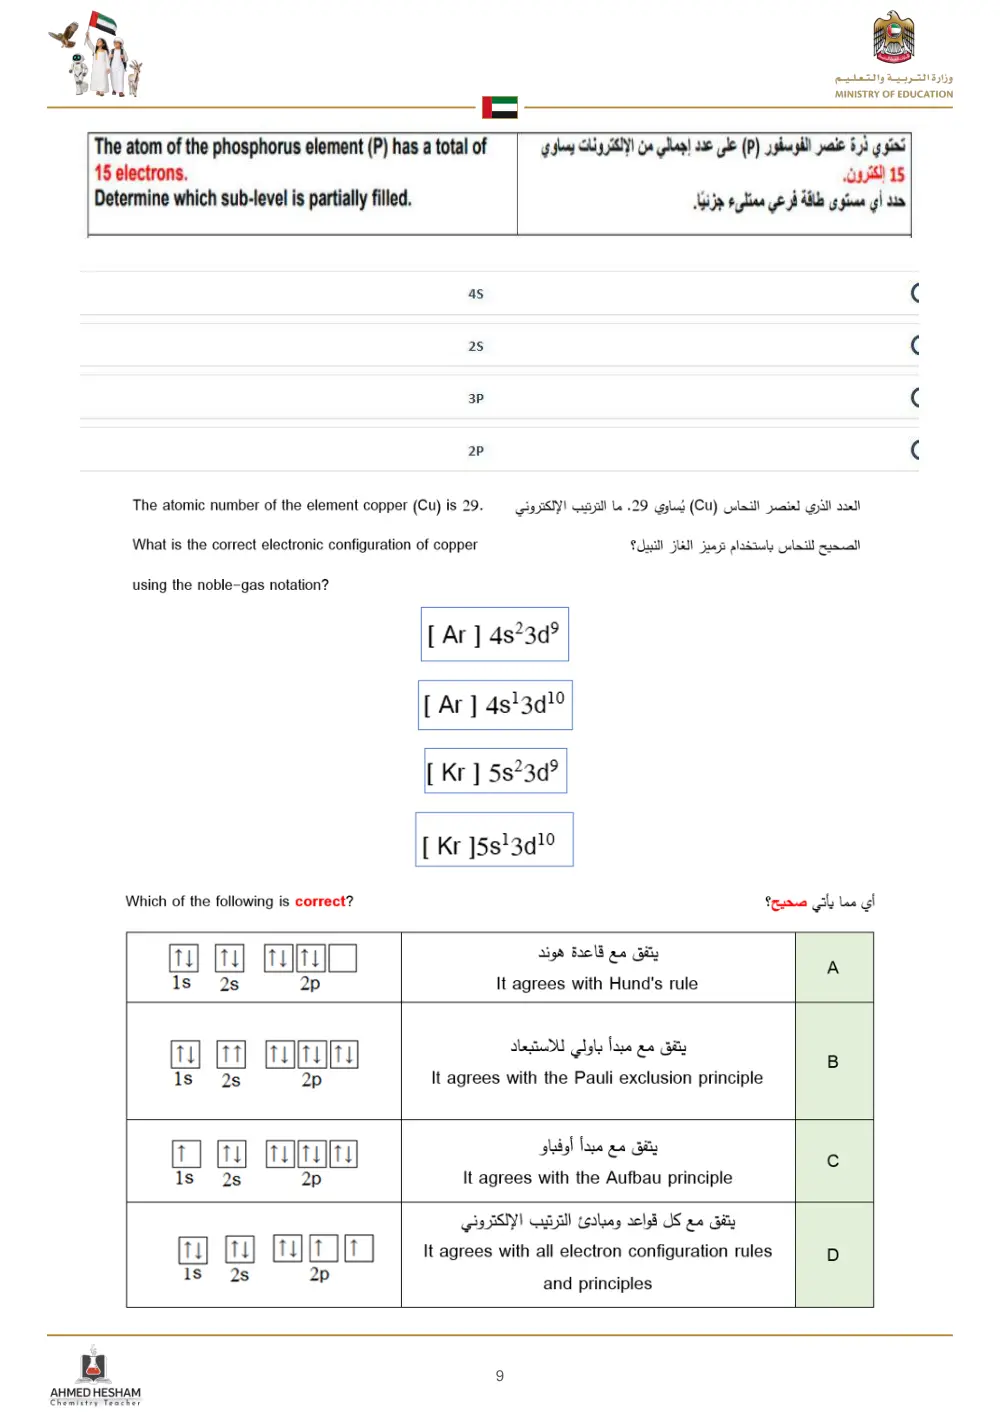 وزارة التـربيـة والتـعليـم
MINISTRY OF EDUCATION
The atom of the phosphorus element (P) has a total of
15 electrons.
Determine which sub-level is partially filled.
تحتوي ذرة عنصر الفوسفور (P) على عدد إجمالي من الإلكترونات يساوي
15 إلكترون.
حدد أي مستوى طاقة فرعي ممتلىء جزئيًا.
4S
2S
3P
2P
The atomic number of the element copper (Cu) is 29.
What is the correct electronic configuration of copper
using the noble-gas notation?
العدد الذري لعنصر النحاس (Cu) يُساوي 29. ما الترتيب الإلكتروني
الصحيح للنحاس باستخدام ترميز الغاز النبيل؟
[ Ar ] 4s²3d⁹
[ Ar ] 4s¹3d¹⁰
[ Kr ] 5s²3d⁹
[ Kr ]5s¹3d¹⁰
Which of the following is correct?
أي مما يأتي صحيح؟
↑↓ ↑↓ ↑↓ ↑↓
1s 2s 2p
يتفق مع قاعدة هوند
It agrees with Hund's rule
A
↑↓ ↑↑ ↑↓ ↑↓ ↑↓
1s 2s 2p
يتفق مع مبدأ باولي للاستبعاد
It agrees with the Pauli exclusion principle
B
↑ ↑↓ ↑↓ ↑↓ ↑↓
1s 2s 2p
يتفق مع مبدأ أوفباو
It agrees with the Aufbau principle
C
↑↓ ↑↓ ↑↓ ↑ ↑
1s 2s 2p
يتفق مع كل قواعد ومبادئ الترتيب الإلكتروني
It agrees with all electron configuration rules
and principles
D
AHMED HESHAM
Chemistry Teacher
9